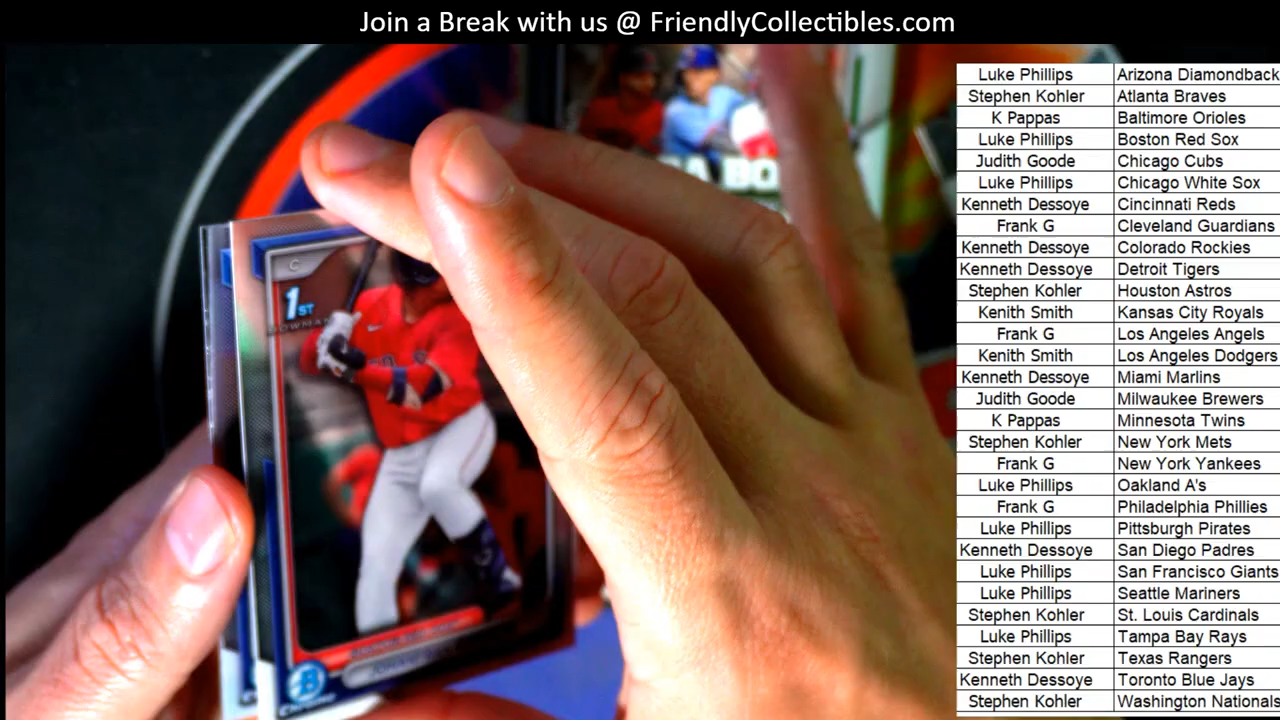 Join a Break with us @ FriendlyCollectibles.com
Luke Phillips Arizona Diamondback
Stephen Kohler Atlanta Braves
K Pappas Baltimore Orioles
Luke Phillips Boston Red Sox
Judith Goode Chicago Cubs
Luke Phillips Chicago White Sox
Kenneth Dessoye Cincinnati Reds
Frank G Cleveland Guardians
Kenneth Dessoye Colorado Rockies
Kenneth Dessoye Detroit Tigers
Stephen Kohler Houston Astros
Kenith Smith Kansas City Royals
Frank G Los Angeles Angels
Kenith Smith Los Angeles Dodgers
Kenneth Dessoye Miami Marlins
Judith Goode Milwaukee Brewers
K Pappas Minnesota Twins
Stephen Kohler New York Mets
Frank G New York Yankees
Luke Phillips Oakland A's
Frank G Philadelphia Phillies
Luke Phillips Pittsburgh Pirates
Kenneth Dessoye San Diego Padres
Luke Phillips San Francisco Giants
Luke Phillips Seattle Mariners
Stephen Kohler St. Louis Cardinals
Luke Phillips Tampa Bay Rays
Stephen Kohler Texas Rangers
Kenneth Dessoye Toronto Blue Jays
Stephen Kohler Washington Nationals
C
1ST
BOWMAN
B
Chrome